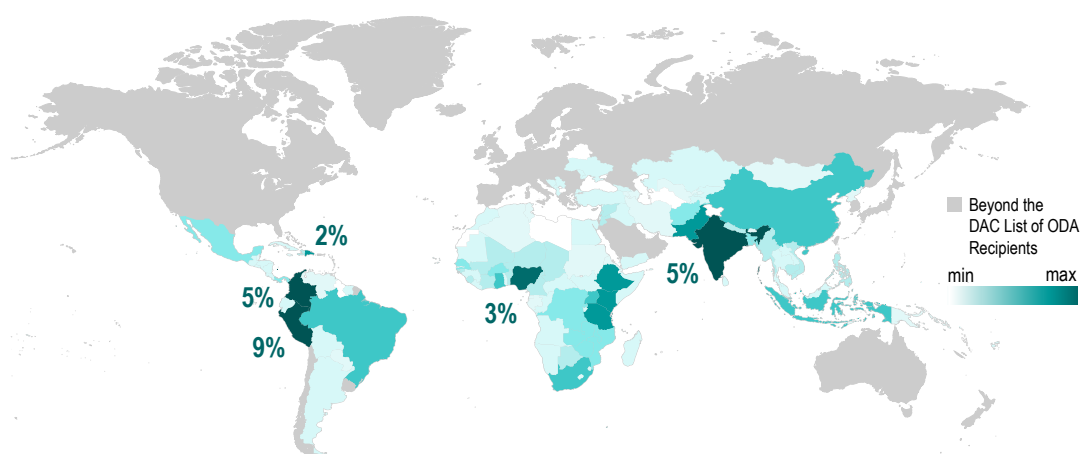 2%
5%
9%
3%
5%
Beyond the
DAC List of ODA
Recipients
min max